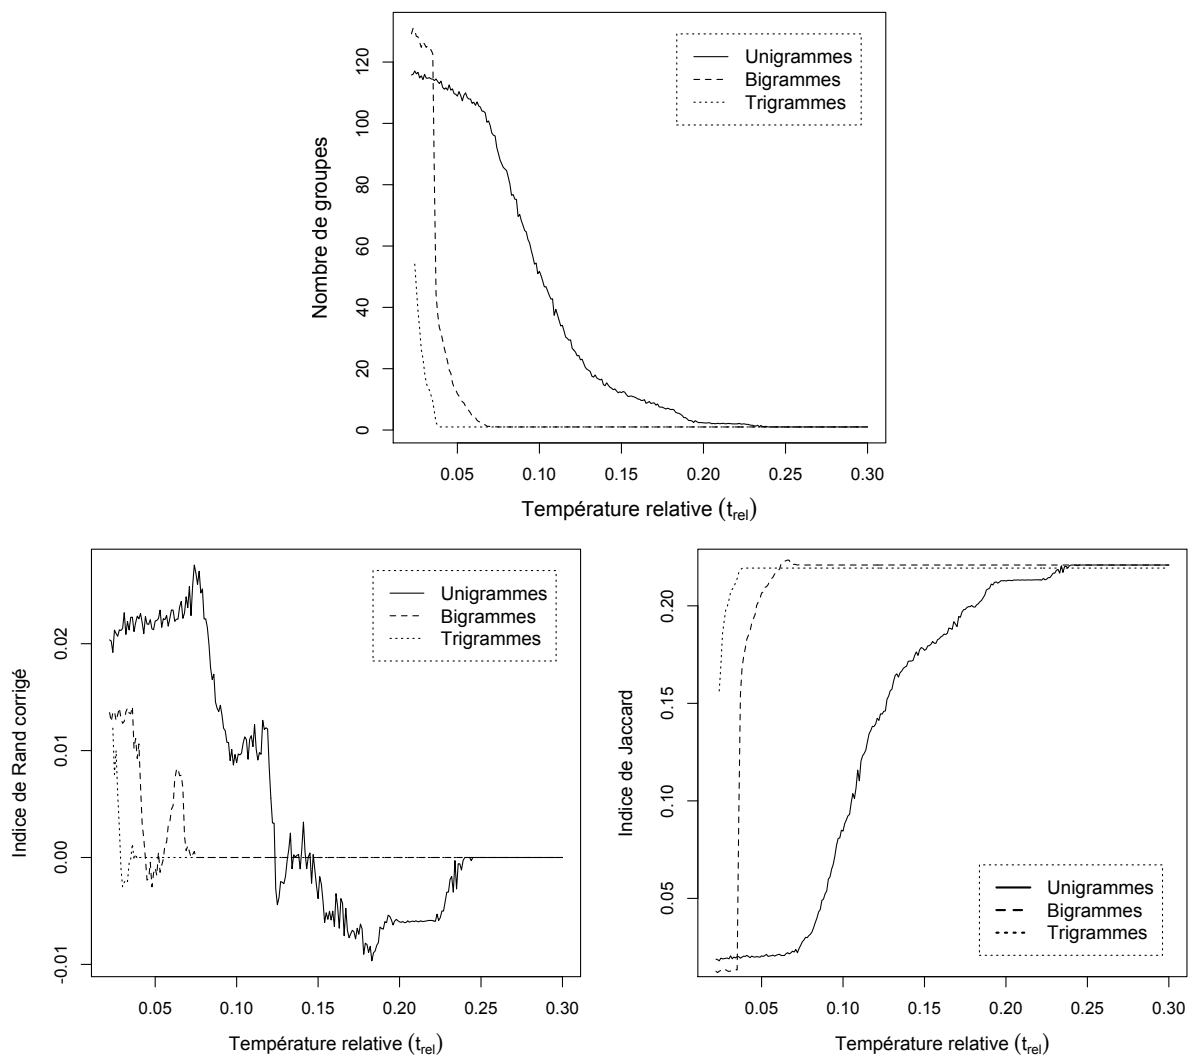 Nombre de groupes
120
100
80
60
40
20
0
Unigrammes
Bigrammes
Trigrammes
0.05 0.10 0.15 0.20 0.25 0.30
Température relative (t_rel)
Indice de Rand corrigé
0.02
0.01
0.00
-0.01
Unigrammes
Bigrammes
Trigrammes
0.05 0.10 0.15 0.20 0.25 0.30
Température relative (t_rel)
Indice de Jaccard
0.20
0.15
0.10
0.05
Unigrammes
Bigrammes
Trigrammes
0.05 0.10 0.15 0.20 0.25 0.30
Température relative (t_rel)